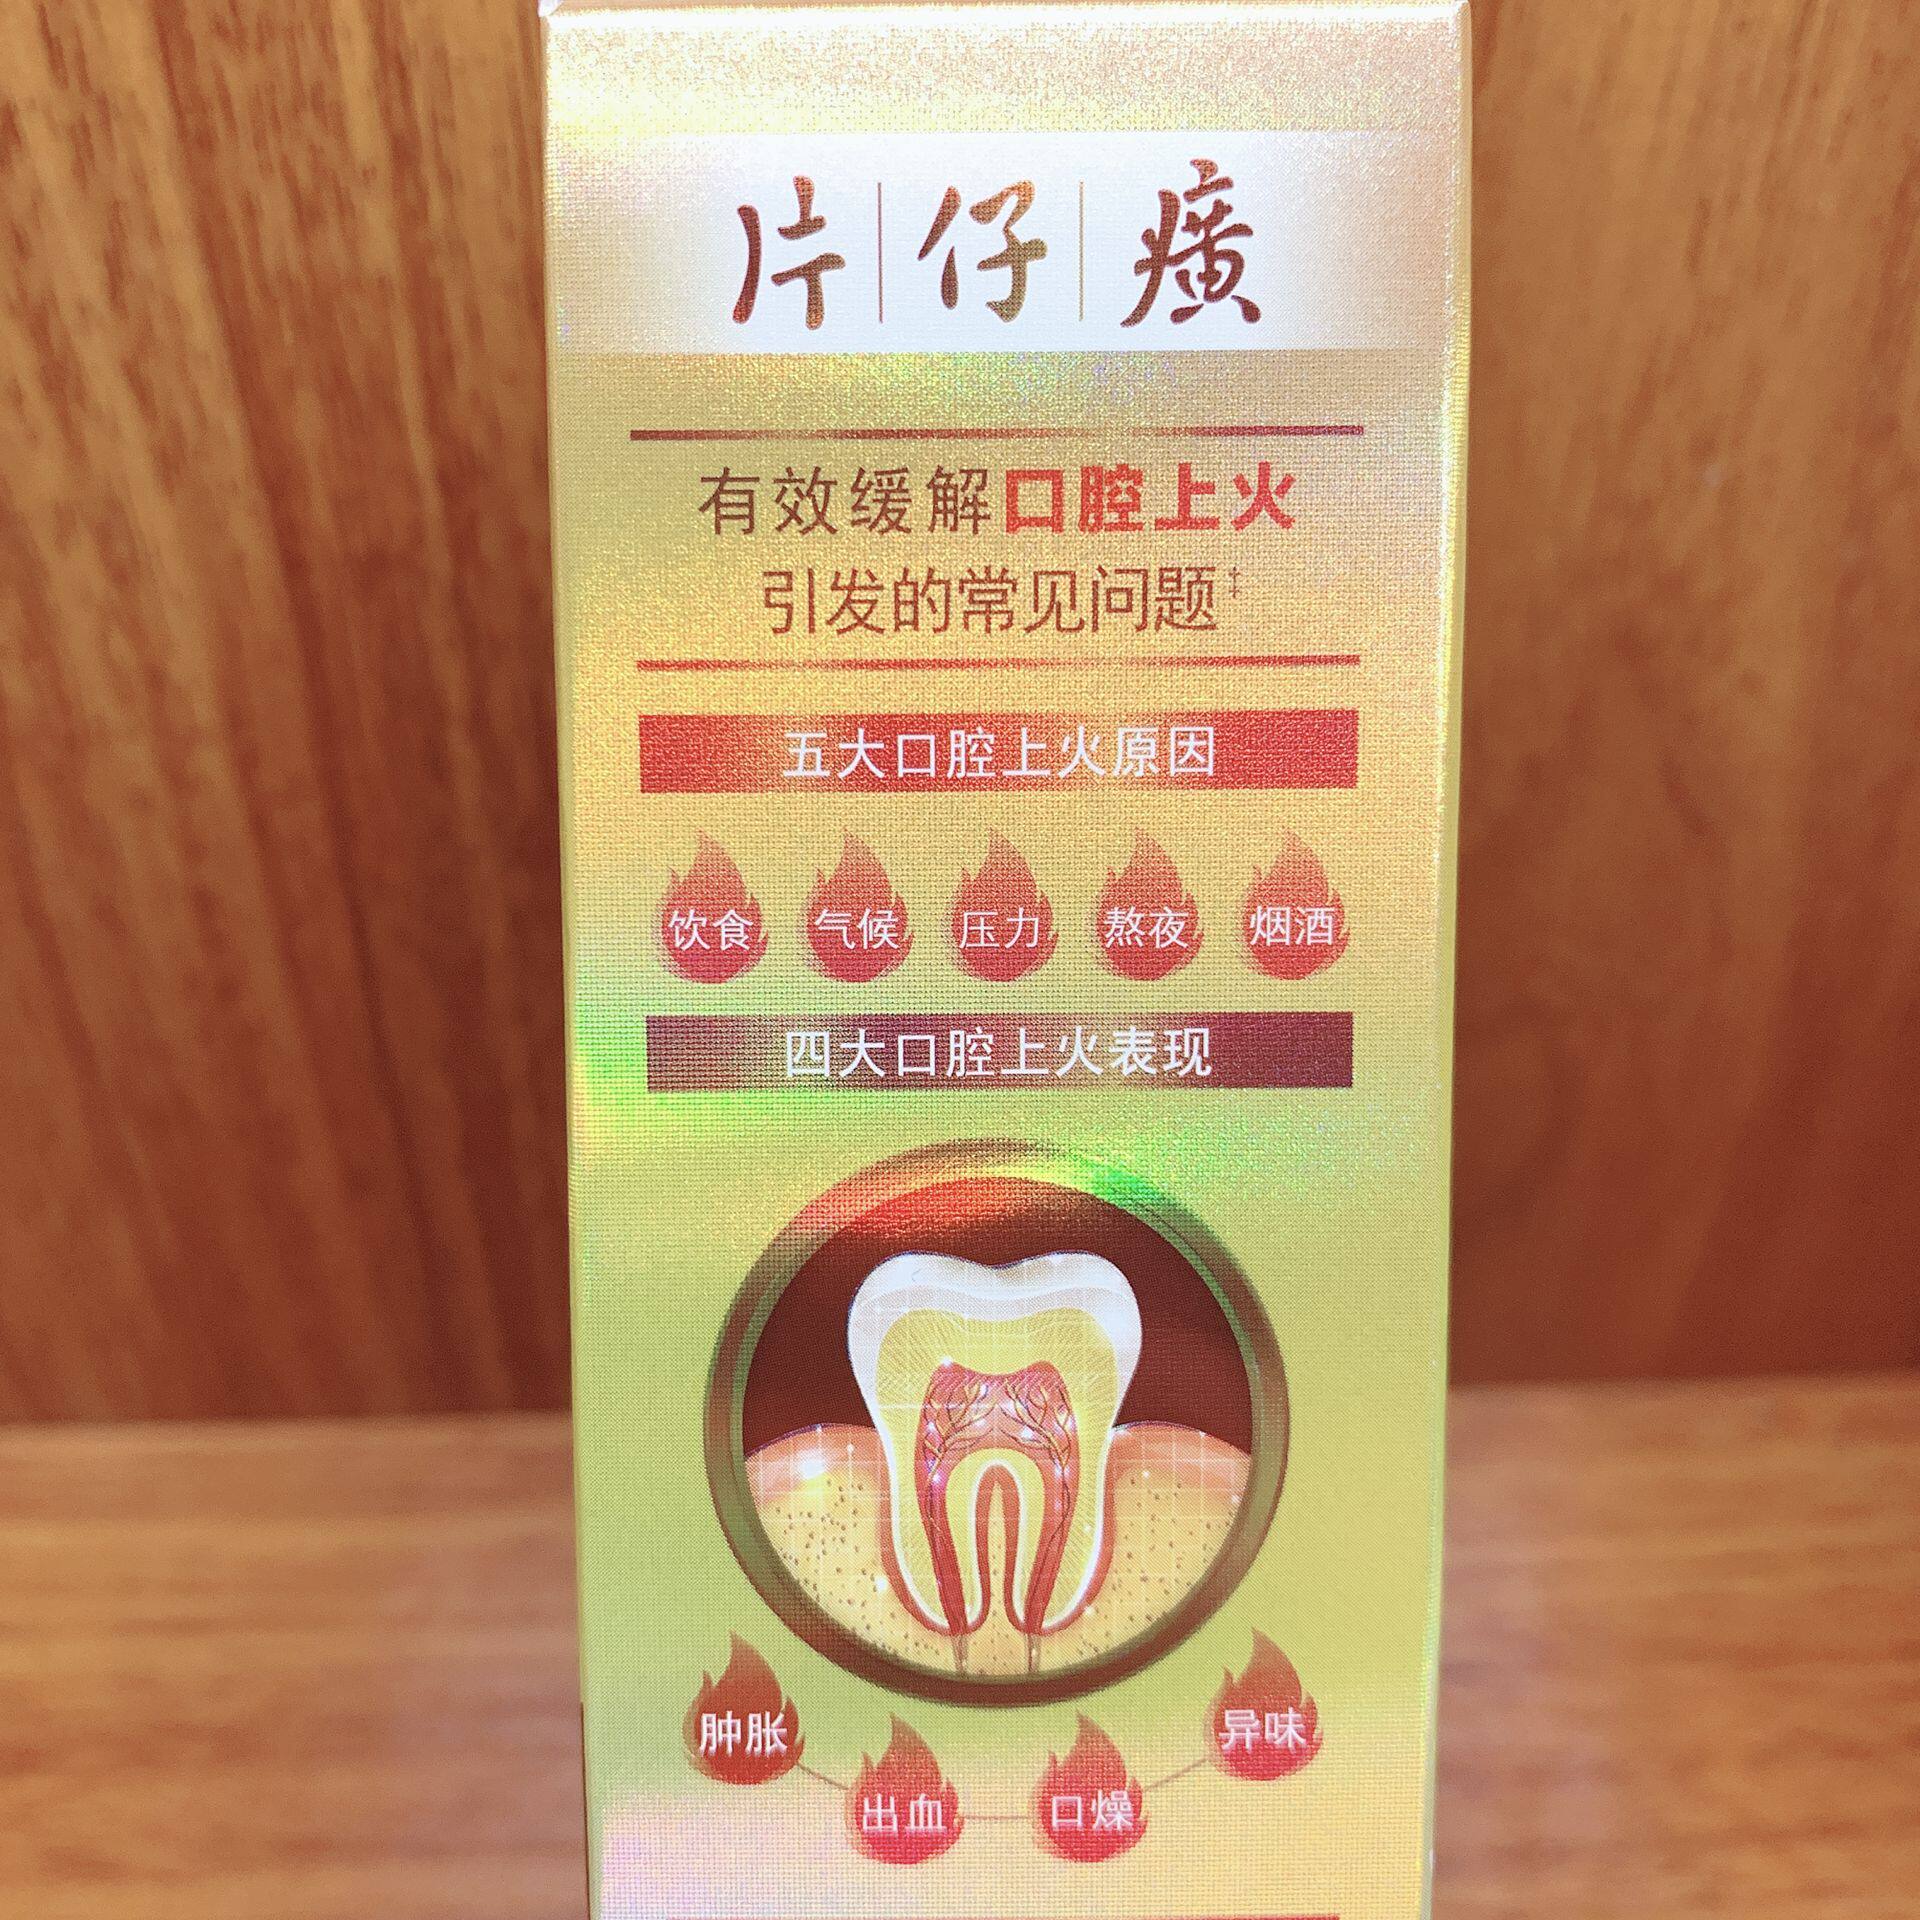 片仔癀
有效缓解口腔上火
引发的常见问题‡
五大口腔上火原因
饮食 气候 压力 熬夜 烟酒
四大口腔上火表现
肿胀 异味
出血 口燥